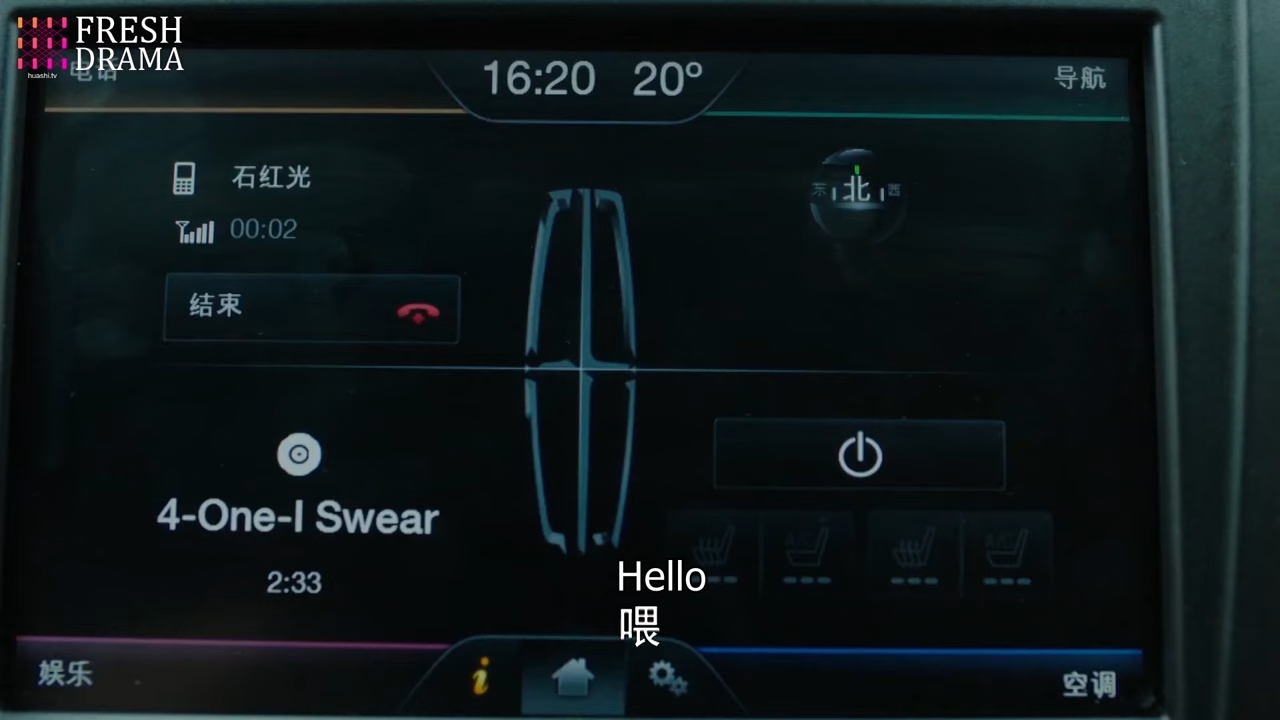 FRESH
DRAMA
huashi.tv
电话
16:20 20º
导航
石红光
00:02
东 北 西
结束
4-One-I Swear
2:33
Hello
喂
娱乐
空调